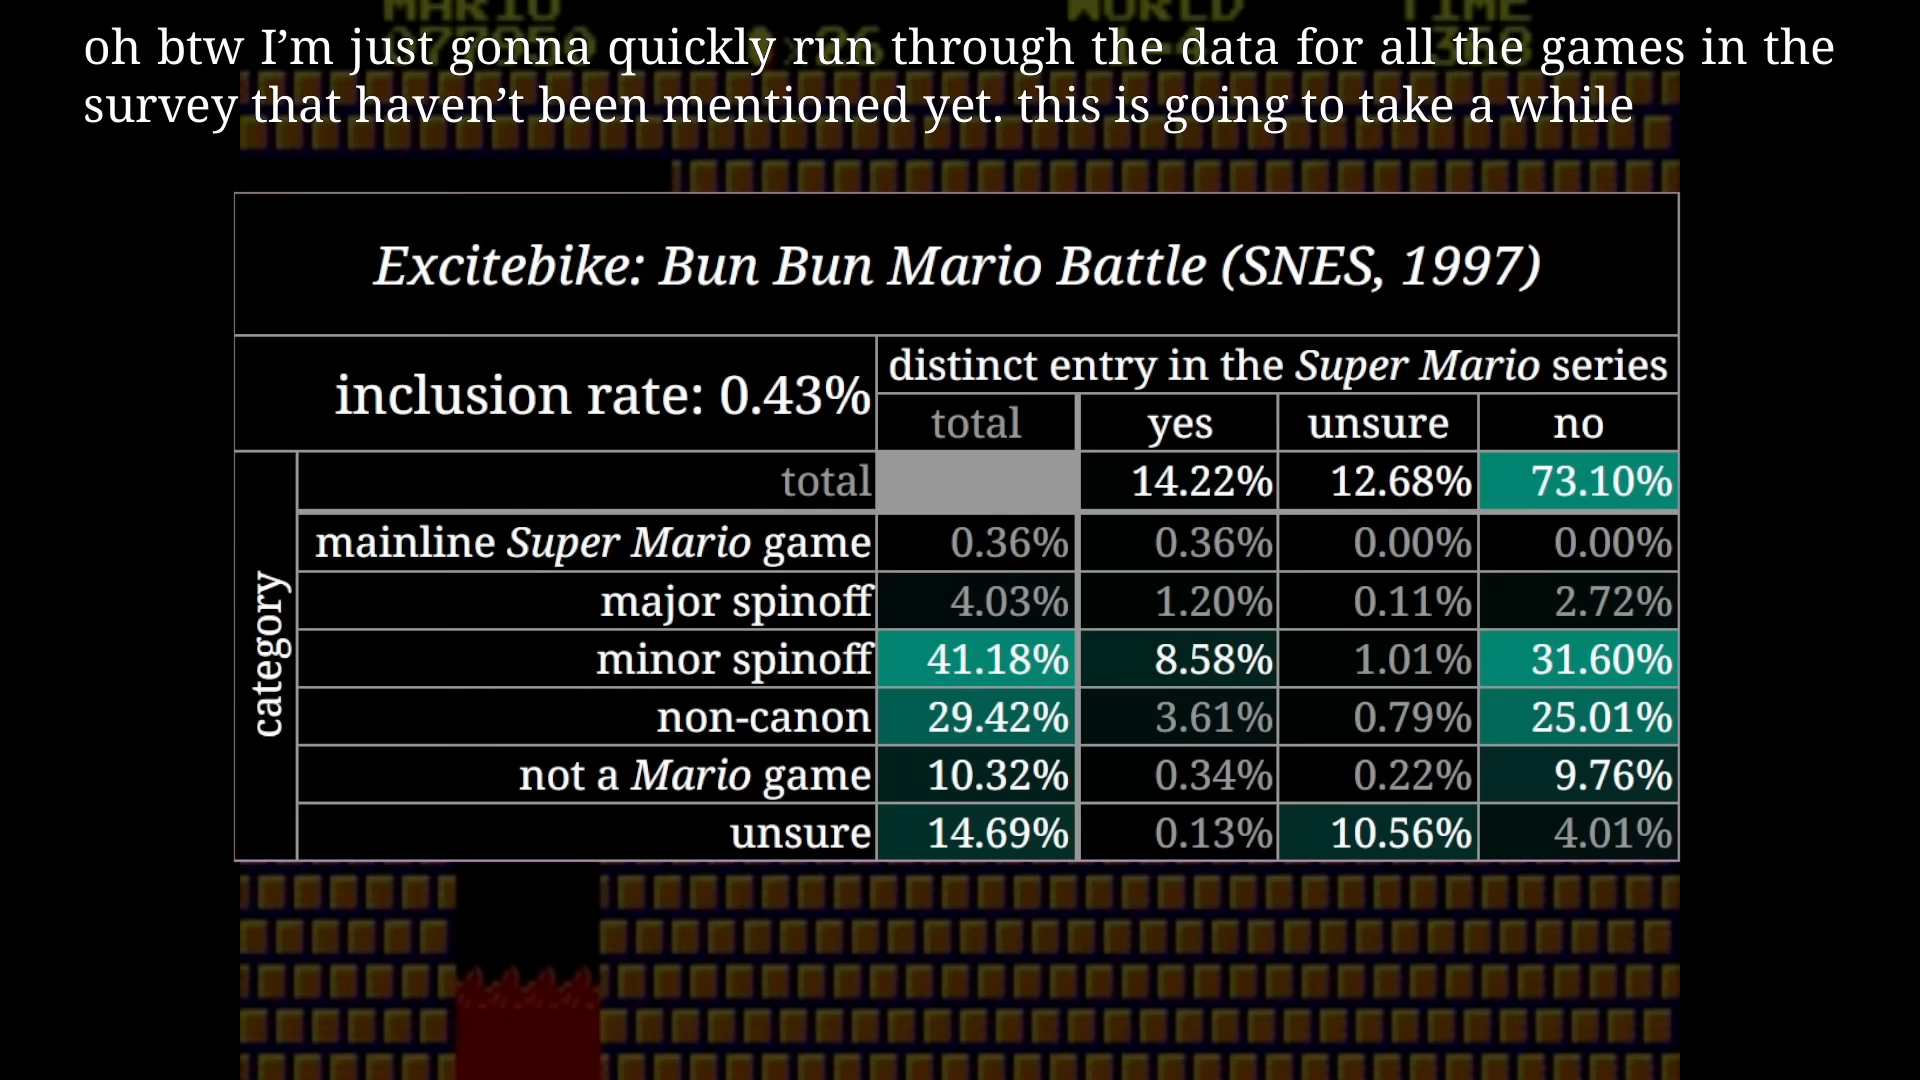 MARIO WORLD TIME
oh btw I’m just gonna quickly run through the data for all the games in the
survey that haven’t been mentioned yet. this is going to take a while
Excitebike: Bun Bun Mario Battle (SNES, 1997)
inclusion rate: 0.43%
distinct entry in the Super Mario series
total yes unsure no
category
total 14.22% 12.68% 73.10%
mainline Super Mario game 0.36% 0.36% 0.00% 0.00%
major spinoff 4.03% 1.20% 0.11% 2.72%
minor spinoff 41.18% 8.58% 1.01% 31.60%
non-canon 29.42% 3.61% 0.79% 25.01%
not a Mario game 10.32% 0.34% 0.22% 9.76%
unsure 14.69% 0.13% 10.56% 4.01%